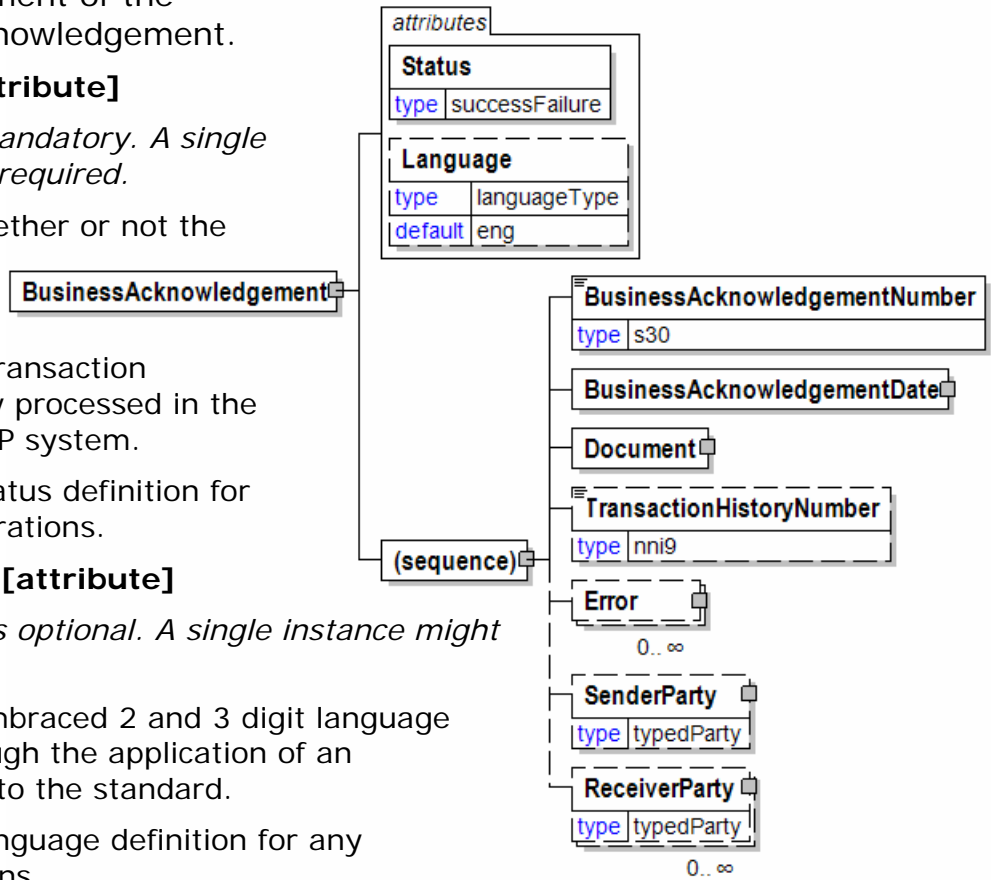 nowledgement.
attributes
Status
type successFailure
Language
type languageType
default eng
tribute]
andatory. A single
required.
ether or not the
BusinessAcknowledgement
ransaction
processed in the
P system.
atus definition for
rations.
[attribute]
s optional. A single instance might
nbraced 2 and 3 digit language
ugh the application of an
to the standard.
nguage definition for any
(sequence)
BusinessAcknowledgementNumber
type s30
BusinessAcknowledgementDate
Document
TransactionHistoryNumber
type nni9
Error
0.. ∞
SenderParty
type typedParty
ReceiverParty
type typedParty
0.. ∞